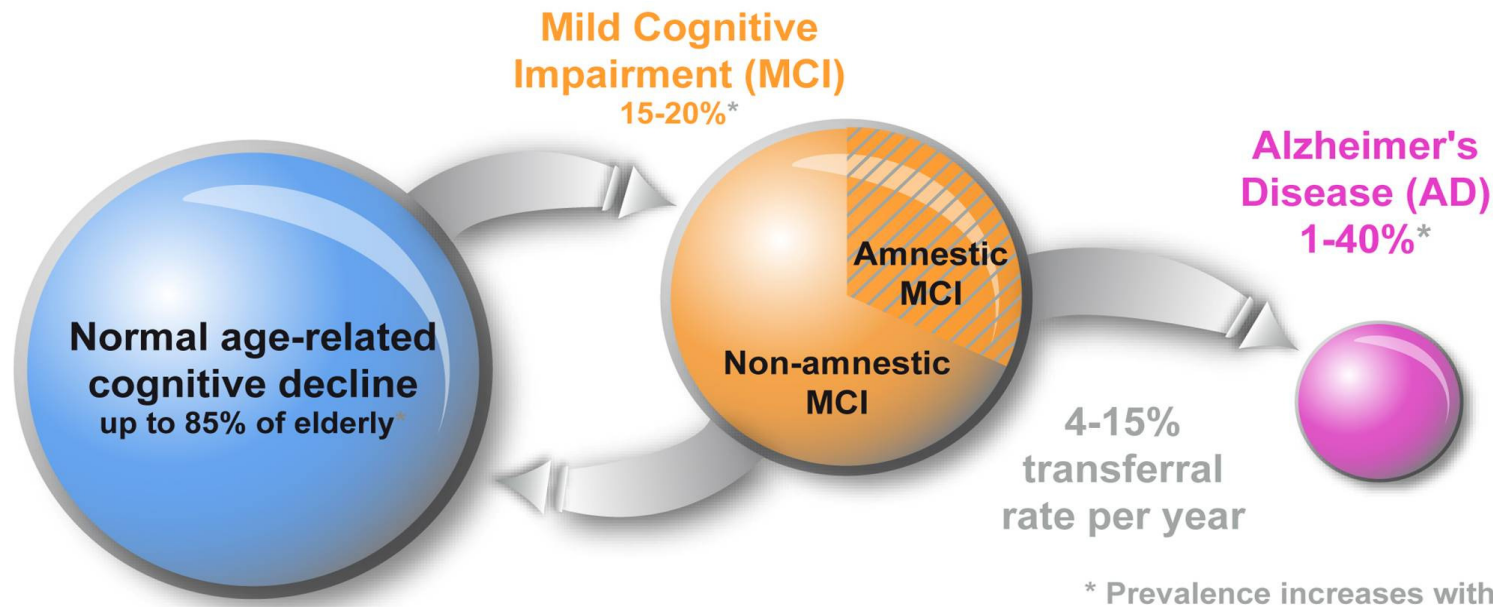 Mild Cognitive
Impairment (MCI)
15-20%*
Alzheimer's
Disease (AD)
1-40%*
Amnestic
MCI
Normal age-related
cognitive decline
up to 85% of elderly*
Non-amnestic
MCI
4-15%
transferral
rate per year
* Prevalence increases with